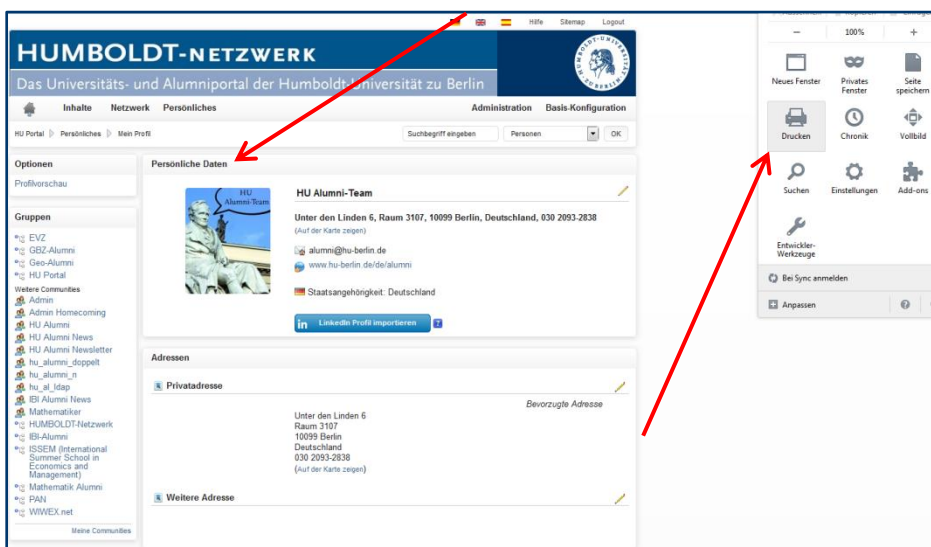 Hilfe Sitemap Logout
HUMBOLDT-NETZWERK
Das Universitäts- und Alumniportal der Humboldt-Universität zu Berlin
Inhalte Netzwerk Persönliches Administration Basis-Konfiguration
HU Portal Persönliches Mein Profil
Suchbegriff eingeben Personen OK
Optionen
Profilvorschau
Gruppen
EVZ
GBZ-Alumni
Geo-Alumni
HU Portal
Weitere Communities
Admin
Admin Homecoming
HU Alumni
HU Alumni News
HU Alumni Newsletter
hu_alumni_doppelt
hu_alumni_n
hu_al_ldap
IBI Alumni News
Mathematiker
HUMBOLDT-Netzwerk
IBI-Alumni
ISSEM (International
Summer School in
Economics and
Management)
Mathematik Alumni
PAN
WIWEX.net
Meine Communities
Persönliche Daten
HU
Alumni-Team
HU Alumni-Team
Unter den Linden 6, Raum 3107, 10099 Berlin, Deutschland, 030 2093-2838
(Auf der Karte zeigen)
alumni@hu-berlin.de
www.hu-berlin.de/de/alumni
Staatsangehörigkeit: Deutschland
in LinkedIn Profil importieren ?
Adressen
Privatadresse
Bevorzugte Adresse
Unter den Linden 6
Raum 3107
10099 Berlin
Deutschland
030 2093-2838
(Auf der Karte zeigen)
Weitere Adresse
− 100% +
Neues Fenster
Privates
Fenster
Seite
speichern
Drucken
Chronik
Vollbild
Suchen
Einstellungen
Add-ons
Entwickler-
Werkzeuge
Bei Sync anmelden
Anpassen ?